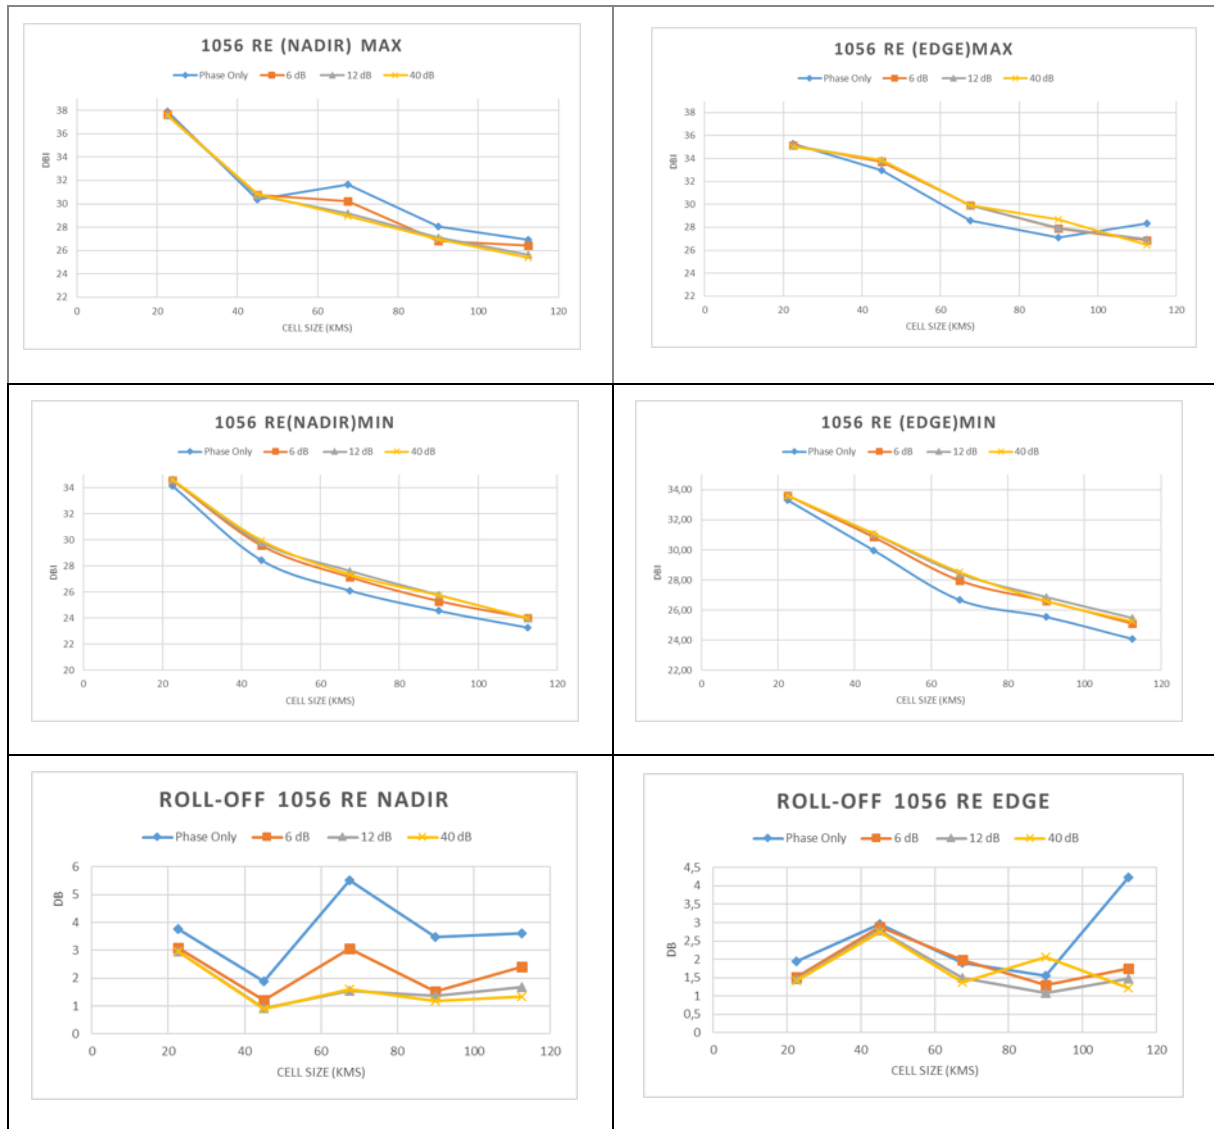 1056 RE (NADIR) MAX
Phase Only 6 dB 12 dB 40 dB
38
36
34
32
30
28
26
24
22
DBI
0 20 40 60 80 100 120
CELL SIZE (KMS)
1056 RE (EDGE)MAX
Phase Only 6 dB 12 dB 40 dB
38
36
34
32
30
28
26
24
22
DBI
0 20 40 60 80 100 120
CELL SIZE (KMS)
1056 RE(NADIR)MIN
Phase Only 6 dB 12 dB 40 dB
34
32
30
28
26
24
22
20
DBI
0 20 40 60 80 100 120
CELL SIZE (KMS)
1056 RE (EDGE)MIN
Phase Only 6 dB 12 dB 40 dB
34,00
32,00
30,00
28,00
26,00
24,00
22,00
DBI
0 20 40 60 80 100 120
CELL SIZE (KMS)
ROLL-OFF 1056 RE NADIR
Phase Only 6 dB 12 dB 40 dB
6
5
4
3
2
1
0
DB
0 20 40 60 80 100 120
CELL SIZE (KMS)
ROLL-OFF 1056 RE EDGE
Phase Only 6 dB 12 dB 40 dB
4,5
4
3,5
3
2,5
2
1,5
1
0,5
0
DB
0 20 40 60 80 100 120
CELL SIZE (KMS)